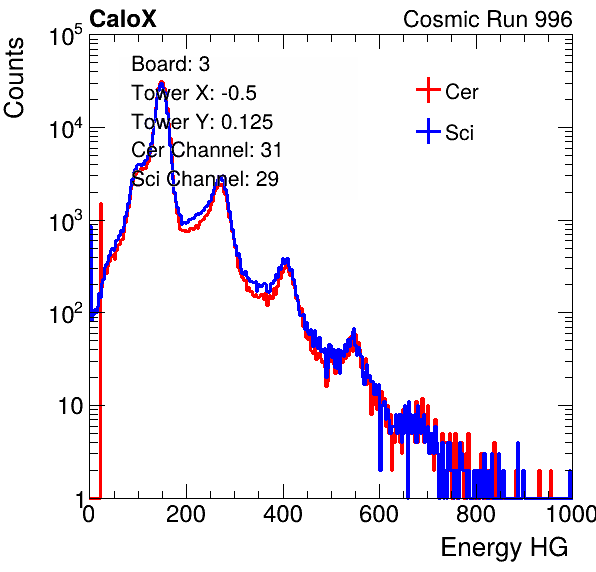 CaloX
Cosmic Run 996
Counts
Board: 3
Tower X: -0.5
Tower Y: 0.125
Cer Channel: 31
Sci Channel: 29
Cer
Sci
10^5
10^4
10^3
10^2
10
1
0 200 400 600 800 1000
Energy HG